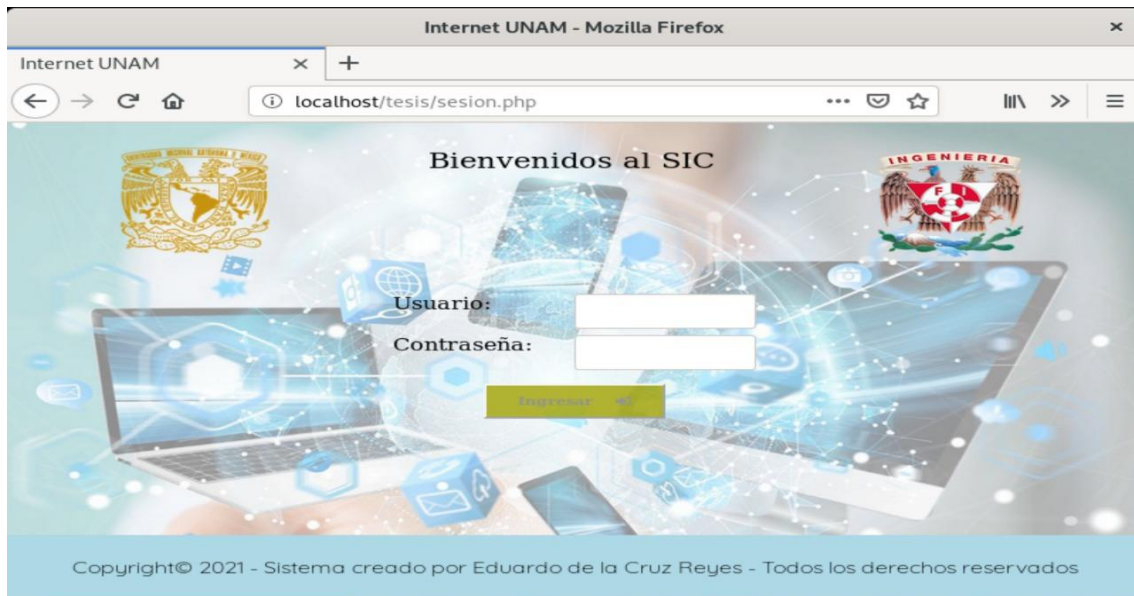 Internet UNAM - Mozilla Firefox
Internet UNAM
localhost/tesis/sesion.php
Bienvenidos al SIC
INGENIERIA
F I
Usuario:
Contraseña:
Ingresar
Copyright© 2021 - Sistema creado por Eduardo de la Cruz Reyes - Todos los derechos reservados